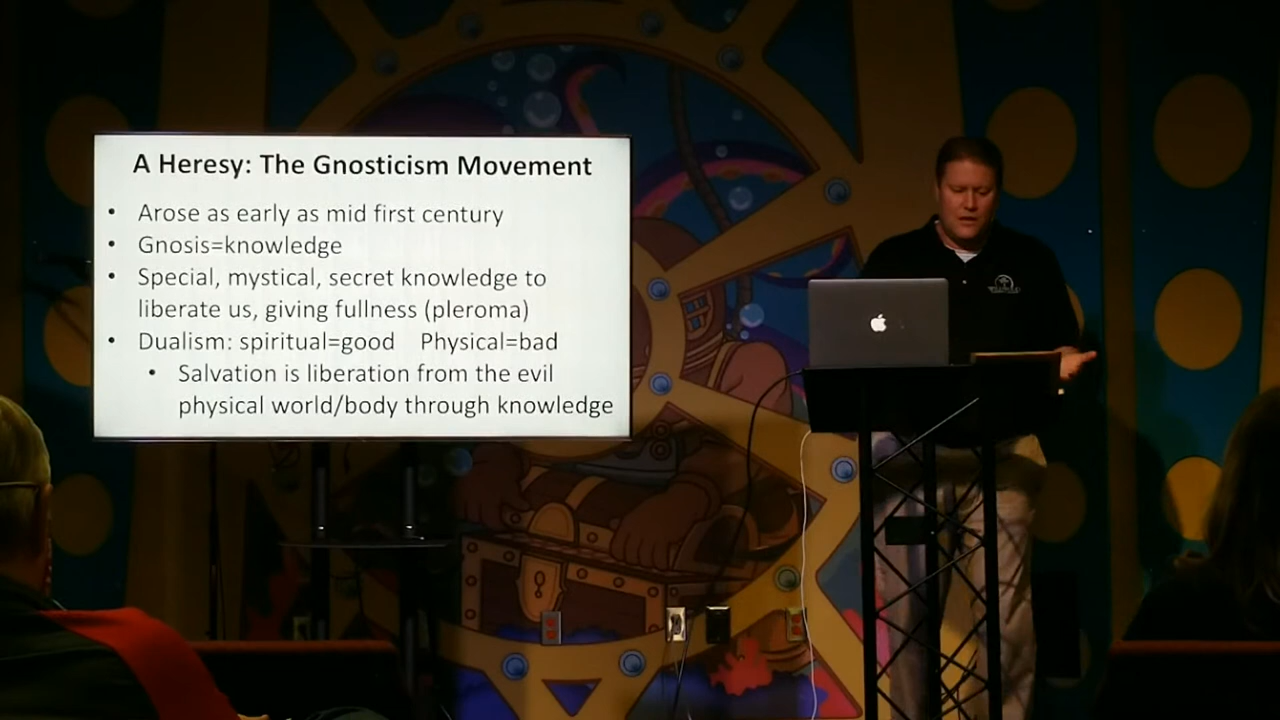 A Heresy: The Gnosticism Movement
• Arose as early as mid first century
• Gnosis=knowledge
• Special, mystical, secret knowledge to
liberate us, giving fullness (pleroma)
• Dualism: spiritual=good Physical=bad
• Salvation is liberation from the evil
physical world/body through knowledge